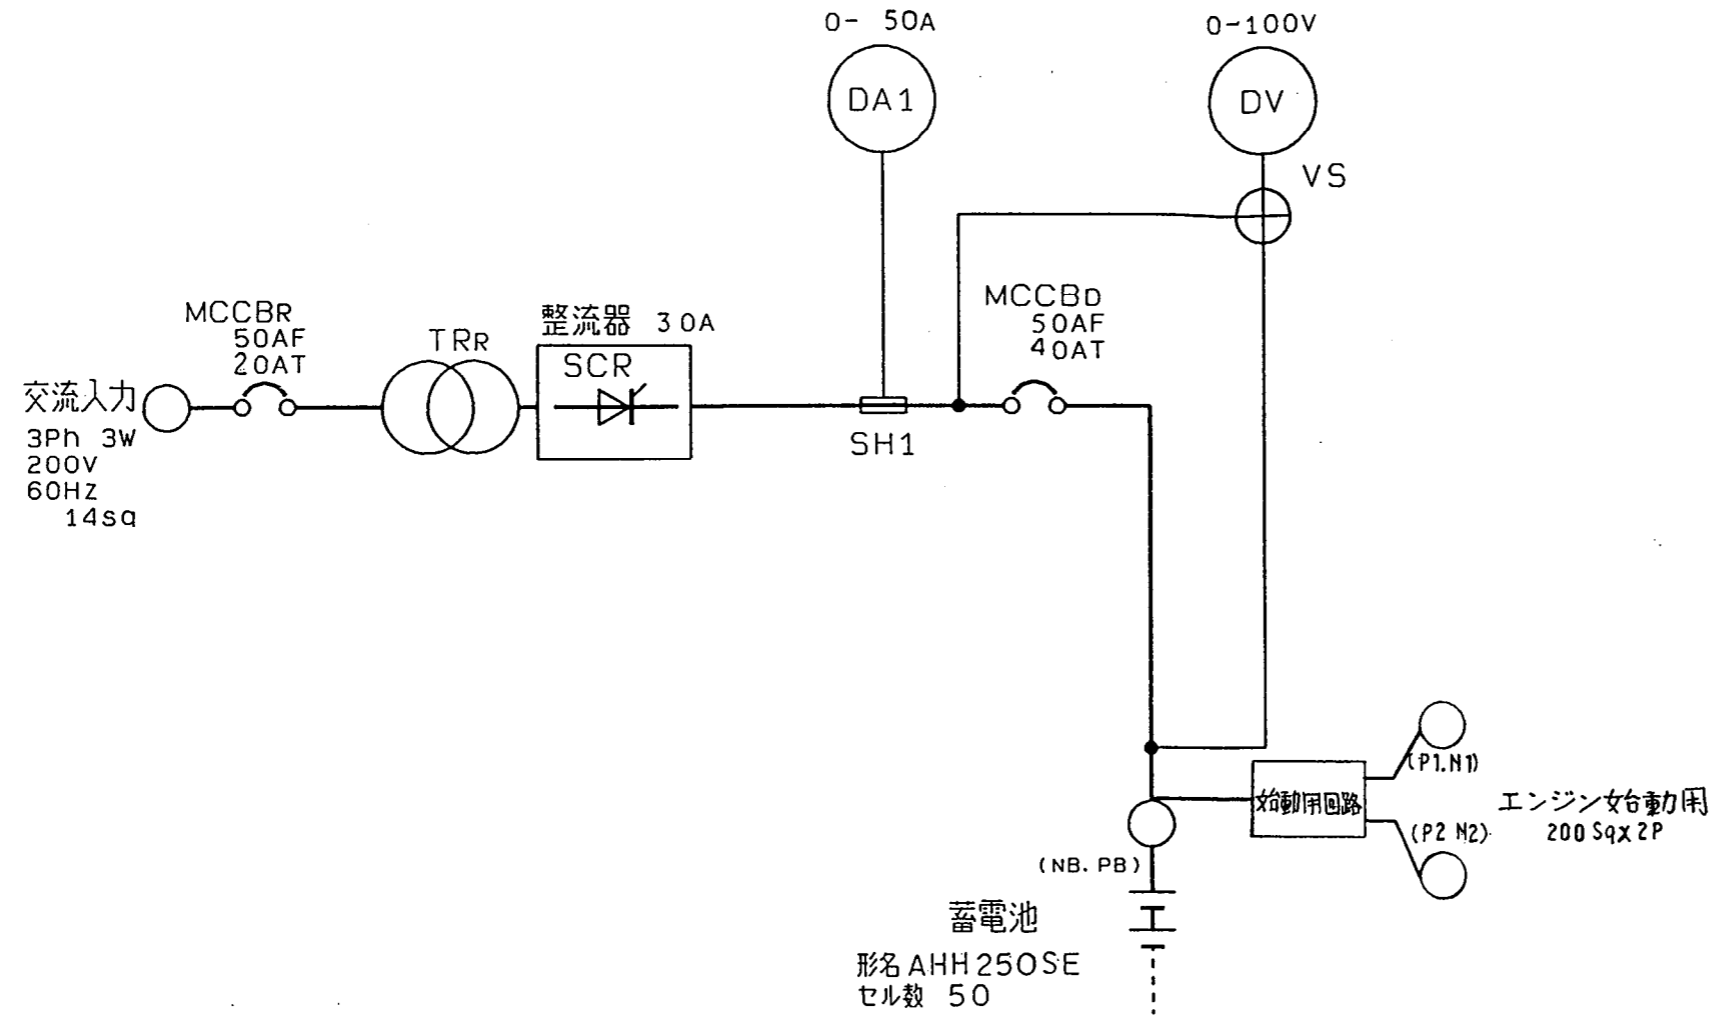 0- 50A
DA1
0-100V
DV
VS
MCCBR
50AF
20AT
TRR
整流器 30A
SCR
SH1
MCCBD
50AF
40AT
交流入力
3Ph 3W
200V
60Hz
14sq
(P1.N1)
始動用回路
エンジン始動用
200Sqx2P
(P2 N2)
(NB. PB)
蓄電池
形名 AHH250SE
セル数 50